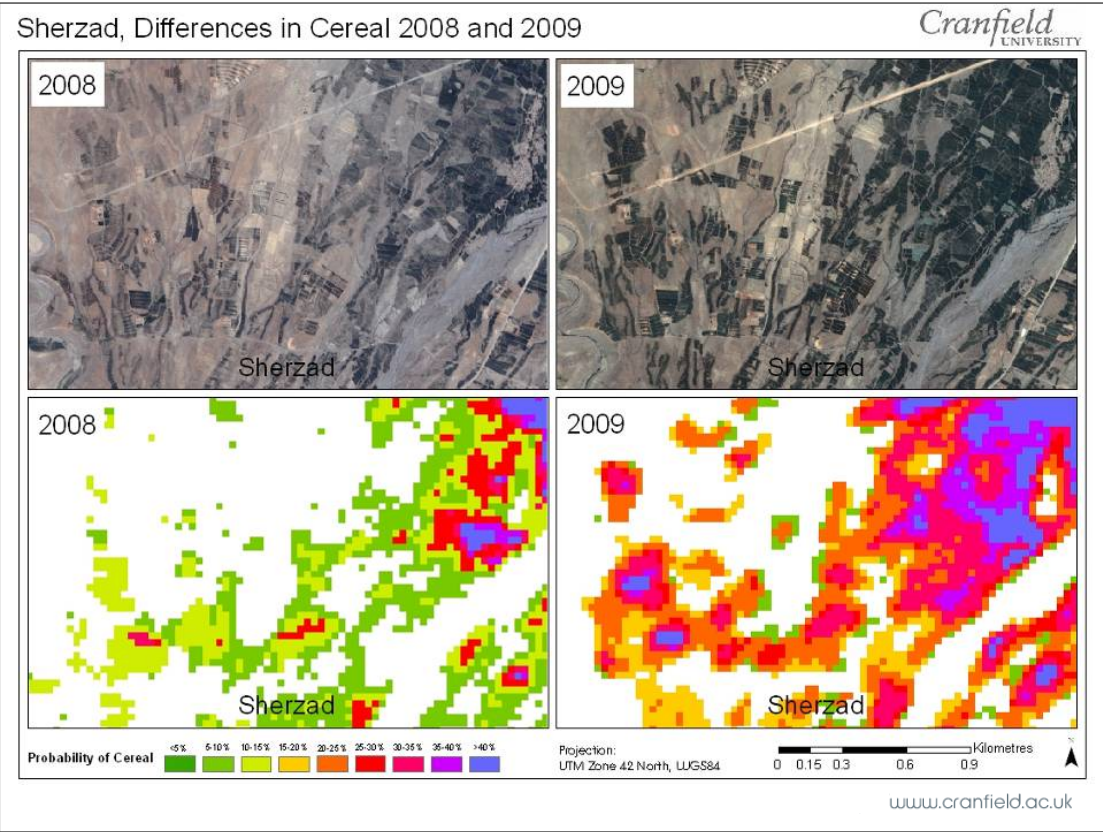 Sherzad, Differences in Cereal 2008 and 2009
Cranfield
UNIVERSITY
2008
2009
Sherzad
Sherzad
2008
2009
Sherzad
Sherzad
Probability of Cereal
<5% 5-10% 10-15% 15-20% 20-25% 25-30% 30-35% 35-40% >40%
Projection:
UTM Zone 42 North, WGS84
Kilometres
0 0.15 0.3 0.6 0.9
N
www.cranfield.ac.uk